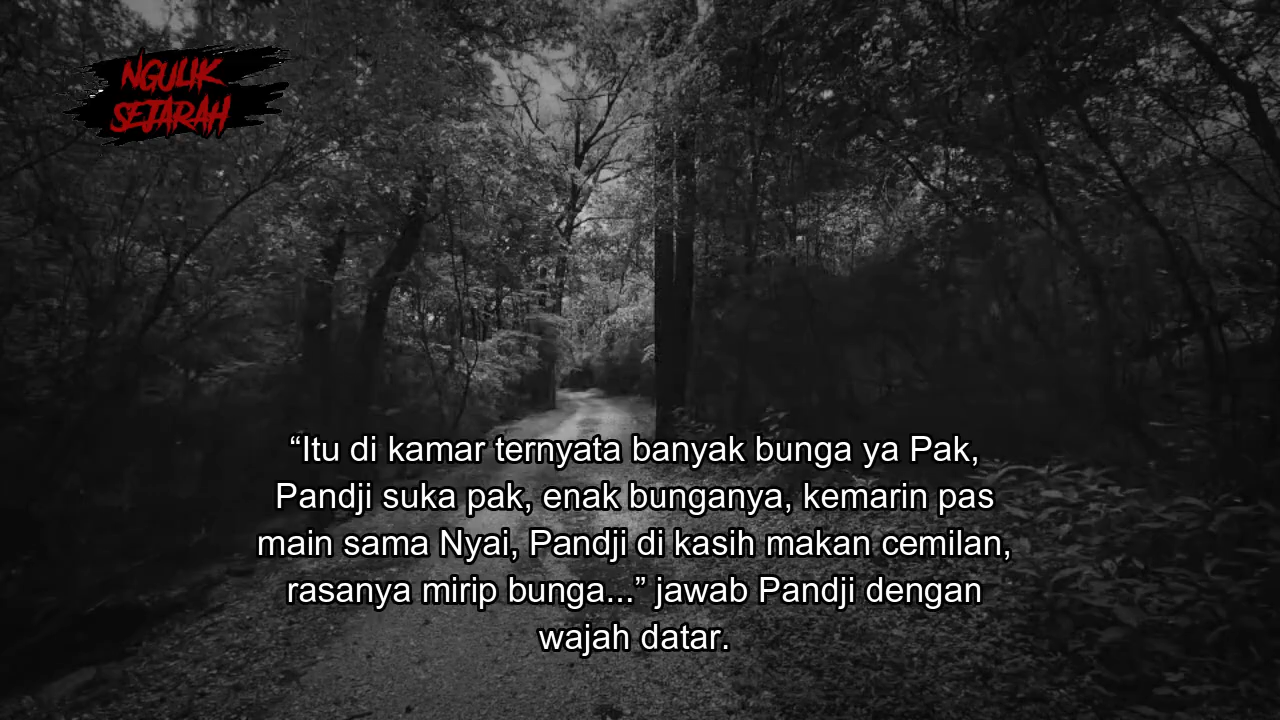 NGULIK
SEJARAH
“Itu di kamar ternyata banyak bunga ya Pak,
Pandji suka pak, enak bunganya, kemarin pas
main sama Nyai, Pandji di kasih makan cemilan,
rasanya mirip bunga...” jawab Pandji dengan
wajah datar.